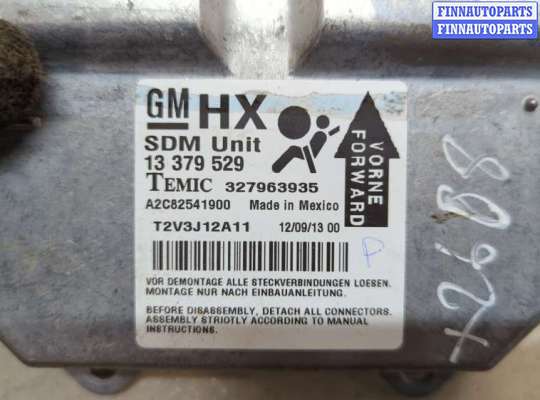 FINNAUTOPARTS
FINNAUTOPARTS
GM HX
SDM Unit
13 379 529
TEMIC 327963935
A2C82541900 Made in Mexico
T2V3J12A11 12/09/13 00
VORNE
FORWARD
VOR DEMONTAGE ALLE STECKVERBINDUNGEN LOESEN.
MONTAGE NUR NACH EINBAUANLEITUNG.
BEFORE DISASSEMBLY, DETACH ALL CONNECTORS.
ASSEMBLY STRICTLY ACCORDING TO MANUAL
INSTRUCTIONS.